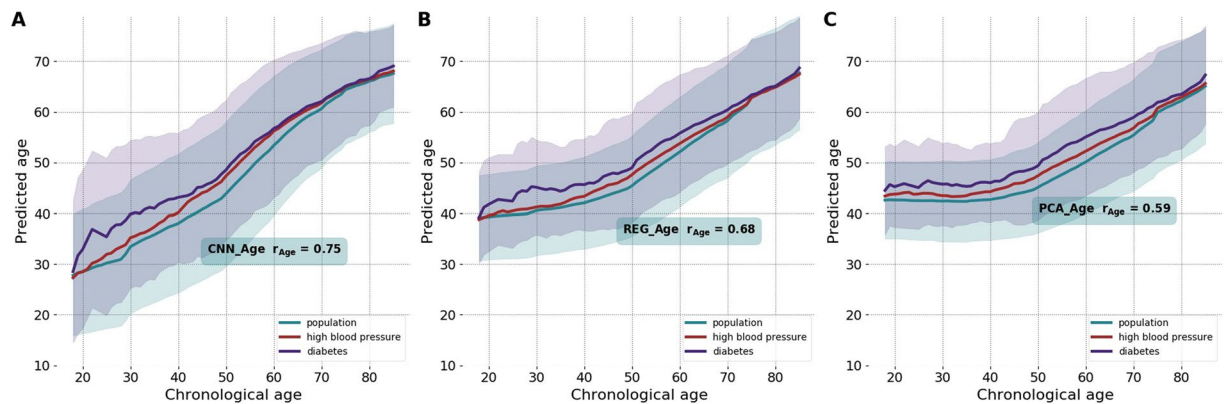 A
Predicted age
70
60
50
40
30
20
10
20 30 40 50 60 70 80
Chronological age
CNN_Age rAge = 0.75
population
high blood pressure
diabetes
B
Predicted age
70
60
50
40
30
20
10
20 30 40 50 60 70 80
Chronological age
REG_Age rAge = 0.68
population
high blood pressure
diabetes
C
Predicted age
70
60
50
40
30
20
10
20 30 40 50 60 70 80
Chronological age
PCA_Age rAge = 0.59
population
high blood pressure
diabetes